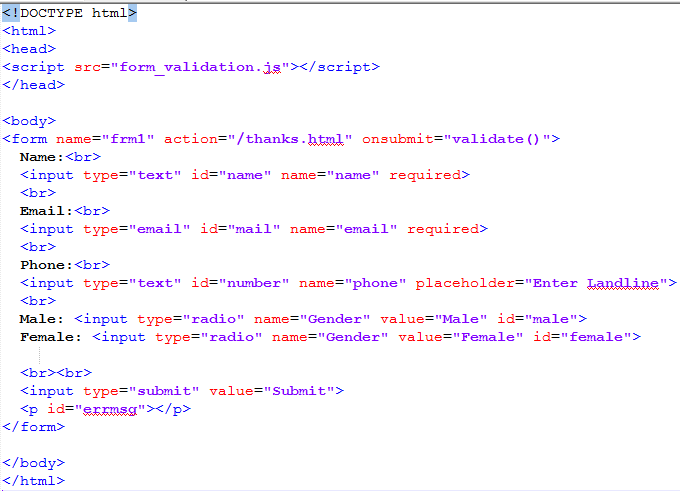 <!DOCTYPE html>
<html>
<head>
<script src="form_validation.js"></script>
</head>
<body>
<form name="frm1" action="/thanks.html" onsubmit="validate()">
Name:<br>
<input type="text" id="name" name="name" required>
<br>
Email:<br>
<input type="email" id="mail" name="email" required>
<br>
Phone:<br>
<input type="text" id="number" name="phone" placeholder="Enter Landline">
<br>
Male: <input type="radio" name="Gender" value="Male" id="male">
Female: <input type="radio" name="Gender" value="Female" id="female">
<br><br>
<input type="submit" value="Submit">
<p id="errmsg"></p>
</form>
</body>
</html>